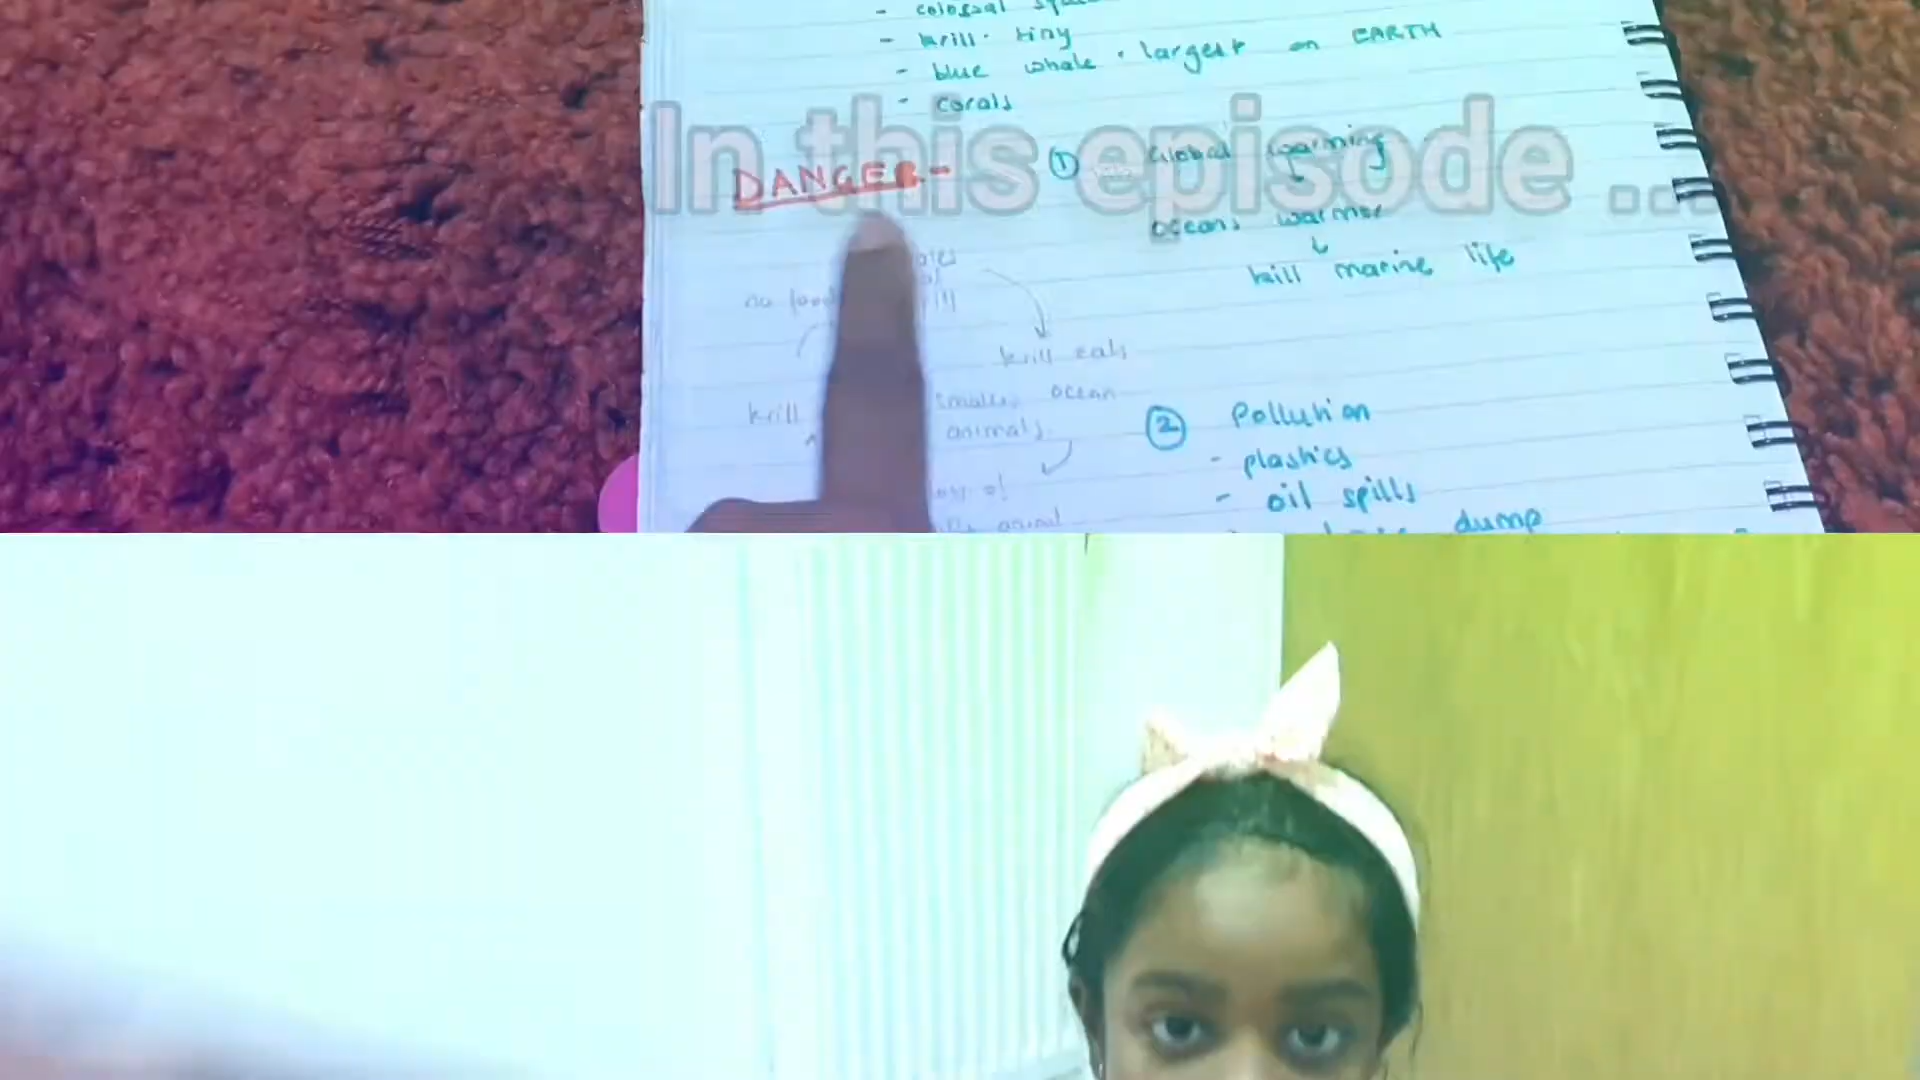 - colossal
- krill · tiny
- blue whale · largest on EARTH
- corals
In this episode ...
DANGER -
① Global warming
oceans warmer
kill marine life
no food
krill eats
smaller ocean
animals
krill
② Pollution
- plastics
- oil spills
dump